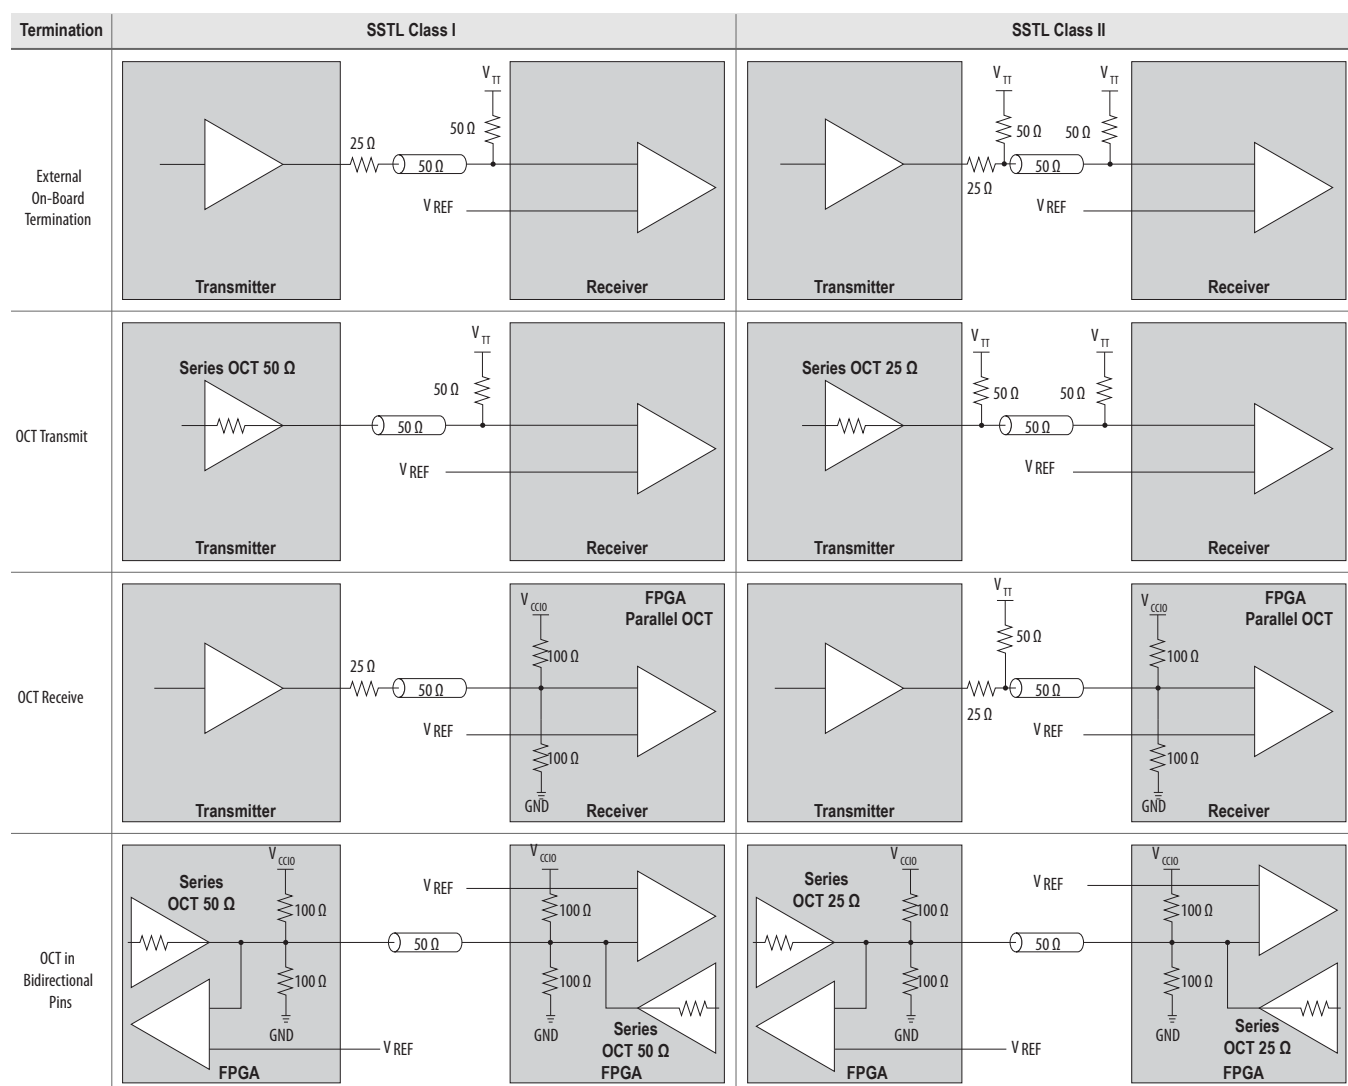 Termination
SSTL Class I
SSTL Class II
External
On-Board
Termination
V TT
50 Ω
25 Ω
50 Ω
V REF
Transmitter
Receiver
V TT
V TT
50 Ω
50 Ω
50 Ω
25 Ω
V REF
Transmitter
Receiver
OCT Transmit
Series OCT 50 Ω
V TT
50 Ω
50 Ω
V REF
Transmitter
Receiver
Series OCT 25 Ω
V TT
V TT
50 Ω
50 Ω
50 Ω
V REF
Transmitter
Receiver
OCT Receive
25 Ω
50 Ω
V REF
V CCIO
FPGA
Parallel OCT
100 Ω
100 Ω
GND
Transmitter
Receiver
V TT
50 Ω
50 Ω
25 Ω
V REF
V CCIO
FPGA
Parallel OCT
100 Ω
100 Ω
GND
Transmitter
Receiver
OCT in
Bidirectional
Pins
Series
OCT 50 Ω
V CCIO
100 Ω
100 Ω
GND
V REF
FPGA
50 Ω
V REF
V CCIO
100 Ω
100 Ω
GND
Series
OCT 50 Ω
FPGA
Series
OCT 25 Ω
V CCIO
100 Ω
100 Ω
GND
V REF
FPGA
50 Ω
V REF
V CCIO
100 Ω
100 Ω
GND
Series
OCT 25 Ω
FPGA